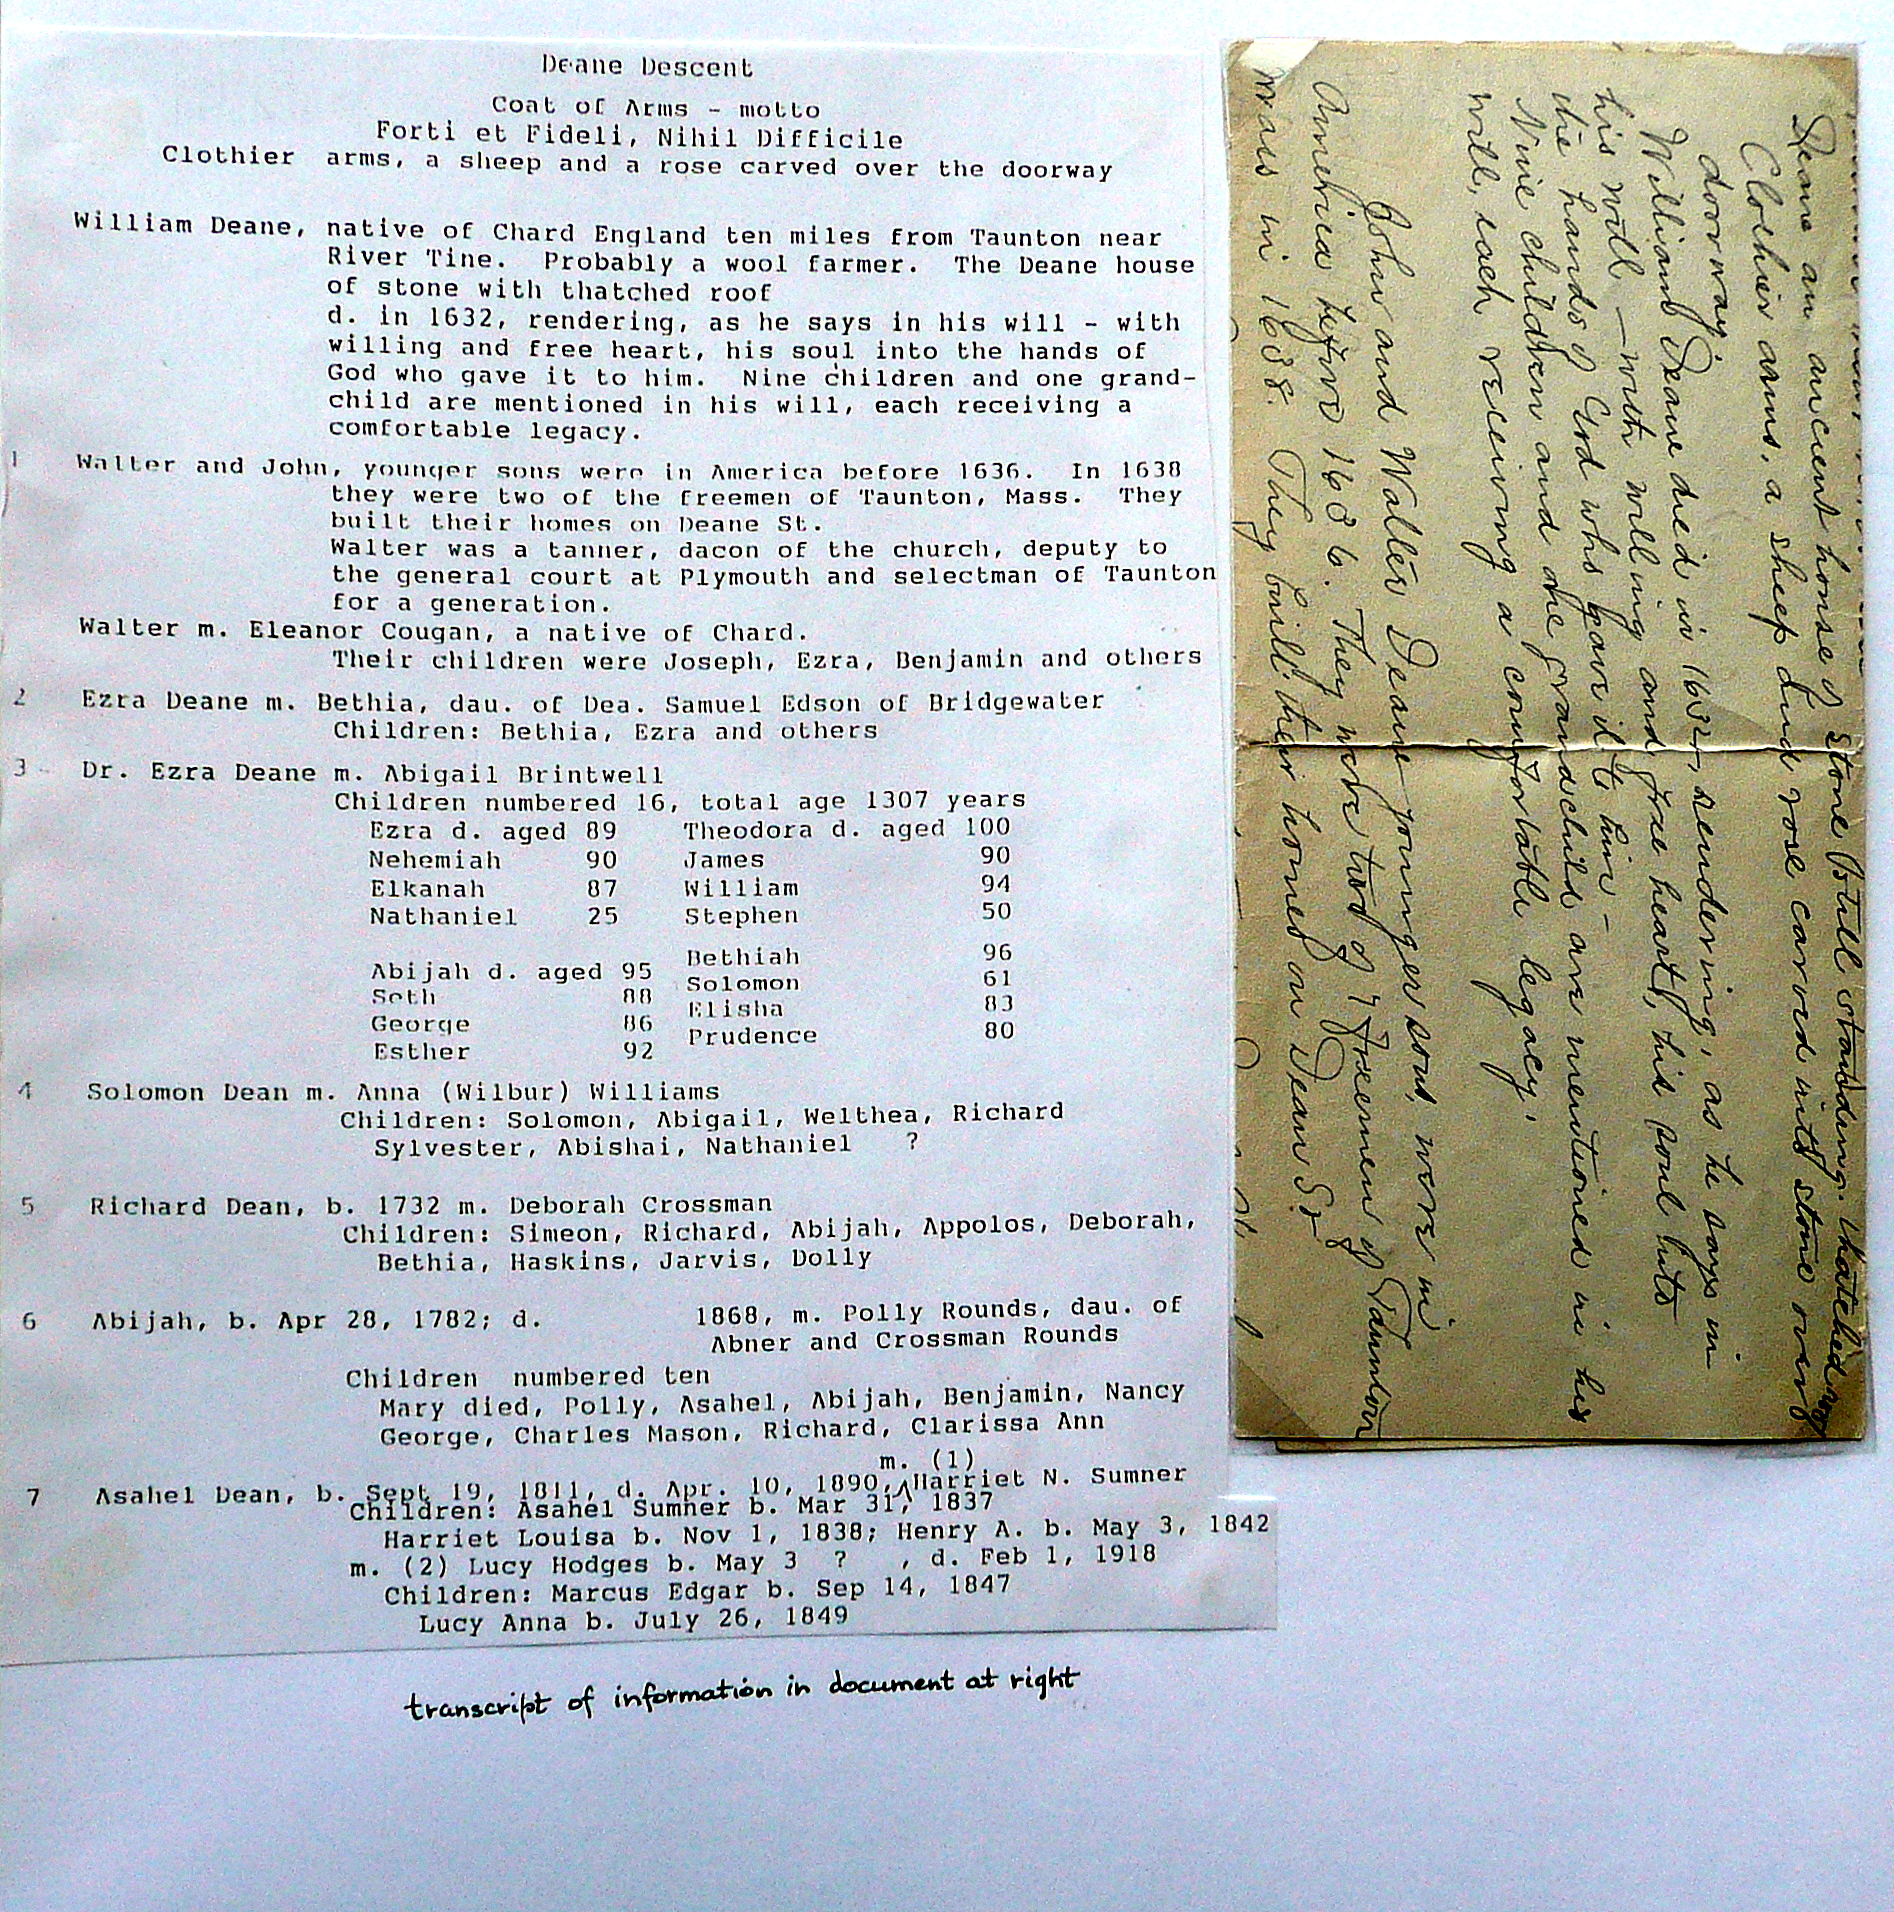 Deane Descent
Coat of Arms - motto
Forti et Fideli, Nihil Difficile
Clothier arms, a sheep and a rose carved over the doorway
William Deane, native of Chard England ten miles from Taunton near
River Tine. Probably a wool farmer. The Deane house
of stone with thatched roof
d. in 1632, rendering, as he says in his will - with
willing and free heart, his soul into the hands of
God who gave it to him. Nine children and one grand-
child are mentioned in his will, each receiving a
comfortable legacy.
1 Walter and John, younger sons were in America before 1636. In 1638
they were two of the freemen of Taunton, Mass. They
built their homes on Deane St.
Walter was a tanner, dacon of the church, deputy to
the general court at Plymouth and selectman of Taunton
for a generation.
Walter m. Eleanor Cougan, a native of Chard.
Their children were Joseph, Ezra, Benjamin and others
2 Ezra Deane m. Bethia, dau. of Dea. Samuel Edson of Bridgewater
Children: Bethia, Ezra and others
3 Dr. Ezra Deane m. Abigail Brintwell
Children numbered 16, total age 1307 years
Ezra d. aged 89 Theodora d. aged 100
Nehemiah 90 James 90
Elkanah 87 William 94
Nathaniel 25 Stephen 50
Abijah d. aged 95 Bethiah 96
Seth 88 Solomon 61
George 86 Elisha 83
Esther 92 Prudence 80
4 Solomon Dean m. Anna (Wilbur) Williams
Children: Solomon, Abigail, Welthea, Richard
Sylvester, Abishai, Nathaniel ?
5 Richard Dean, b. 1732 m. Deborah Crossman
Children: Simeon, Richard, Abijah, Appolos, Deborah,
Bethia, Haskins, Jarvis, Dolly
6 Abijah, b. Apr 28, 1782; d. 1868, m. Polly Rounds, dau. of
Abner and Crossman Rounds
Children numbered ten
Mary died, Polly, Asahel, Abijah, Benjamin, Nancy
George, Charles Mason, Richard, Clarissa Ann
m. (1)
7 Asahel Dean, b. Sept 19, 1811, d. Apr. 10, 1890, Harriet N. Sumner
Children: Asahel Sumner b. Mar 31, 1837
Harriet Louisa b. Nov 1, 1838; Henry A. b. May 3, 1842
m. (2) Lucy Hodges b. May 3 ? , d. Feb 1, 1918
Children: Marcus Edgar b. Sep 14, 1847
Lucy Anna b. July 26, 1849
transcript of information in document at right
Deane an ancient house of stone still standing. thatched roof
Clothier arms, a sheep and rose carved into stone over
doorway.
William Deane died in 1632, rendering, as he says in
his will - with willing and free heart, his soul into
the hands of God who gave it to him -
Nine children and one grandchild are mentioned in his
will, each receiving a comfortable legacy.
John and Walter Deane younger sons, were in
America before 1636. They were two of 7 freemen of Taunton
Mass in 1638. They built their homes on Dean St